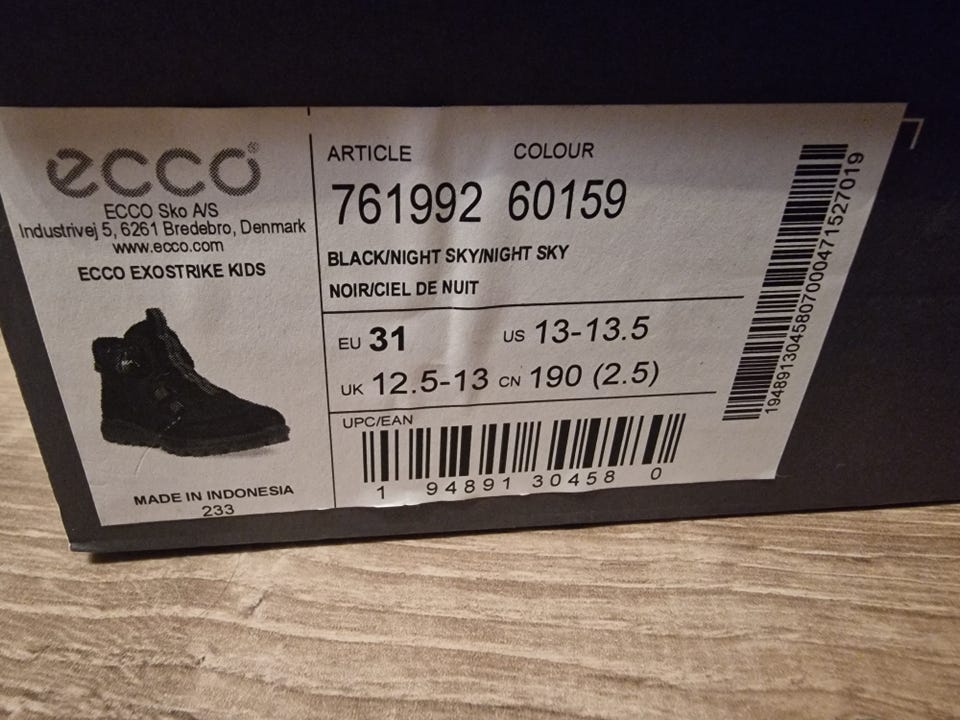 ecco®
ECCO Sko A/S
Industrivej 5, 6261 Bredebro, Denmark
www.ecco.com
ECCO EXOSTRIKE KIDS
MADE IN INDONESIA
233
ARTICLE COLOUR
761992 60159
BLACK/NIGHT SKY/NIGHT SKY
NOIR/CIEL DE NUIT
EU 31 US 13-13.5
UK 12.5-13 CN 190 (2.5)
UPC/EAN
1 94891 30458 0
1948913045807000471527019